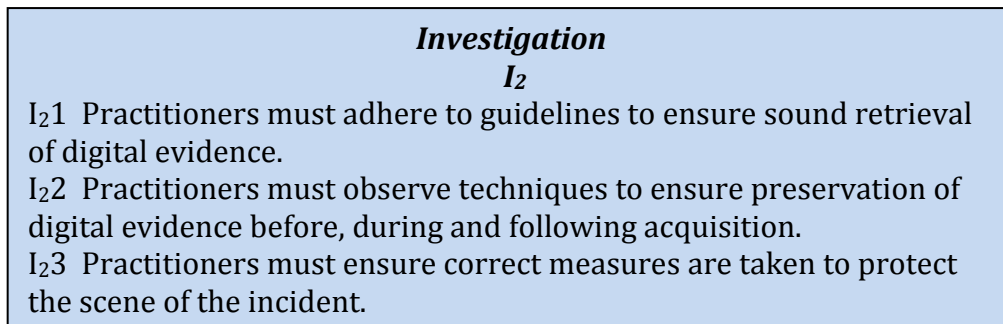 Investigation
I₂
I₂1 Practitioners must adhere to guidelines to ensure sound retrieval
of digital evidence.
I₂2 Practitioners must observe techniques to ensure preservation of
digital evidence before, during and following acquisition.
I₂3 Practitioners must ensure correct measures are taken to protect
the scene of the incident.